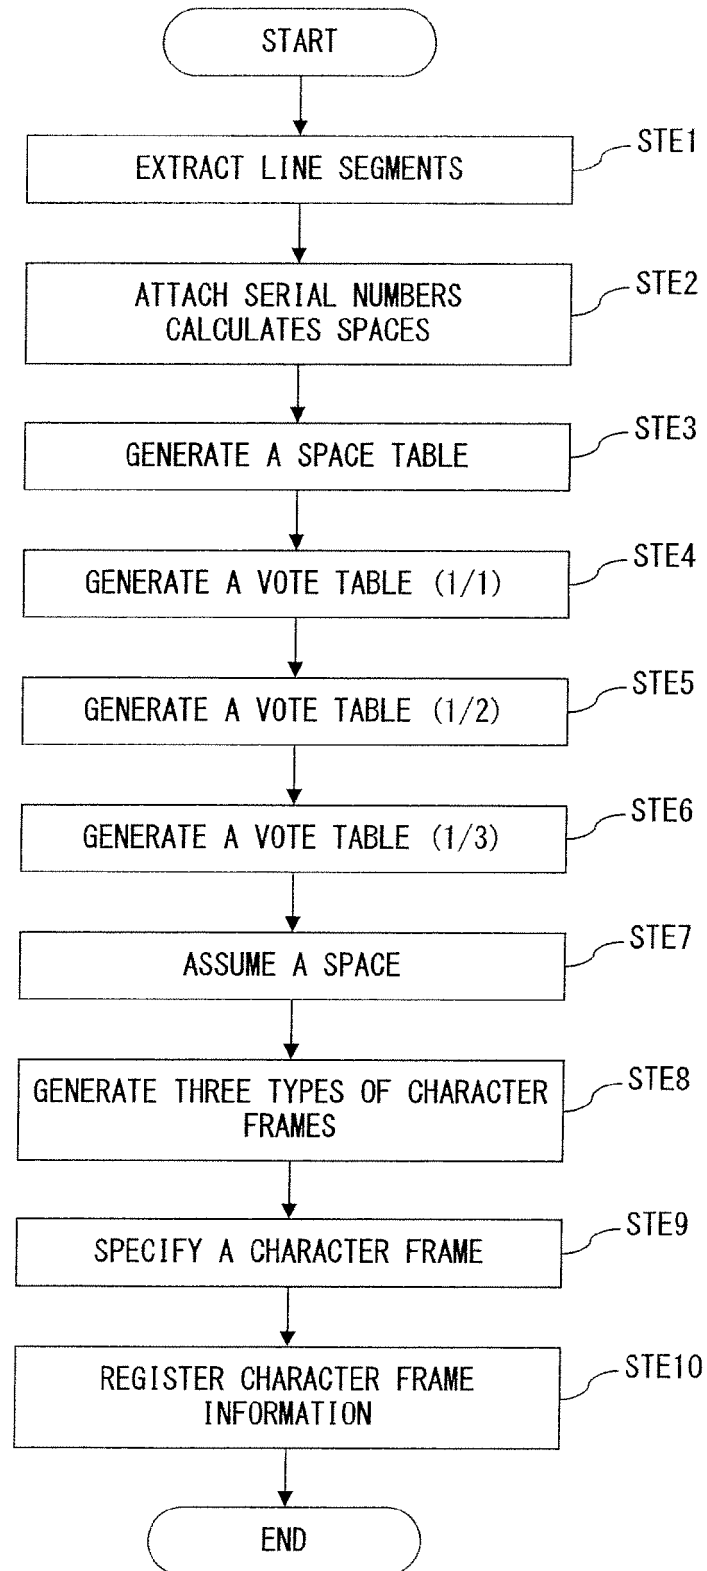 START
EXTRACT LINE SEGMENTS
STE1
ATTACH SERIAL NUMBERS
CALCULATES SPACES
STE2
GENERATE A SPACE TABLE
STE3
GENERATE A VOTE TABLE (1/1)
STE4
GENERATE A VOTE TABLE (1/2)
STE5
GENERATE A VOTE TABLE (1/3)
STE6
ASSUME A SPACE
STE7
GENERATE THREE TYPES OF CHARACTER
FRAMES
STE8
SPECIFY A CHARACTER FRAME
STE9
REGISTER CHARACTER FRAME
INFORMATION
STE10
END